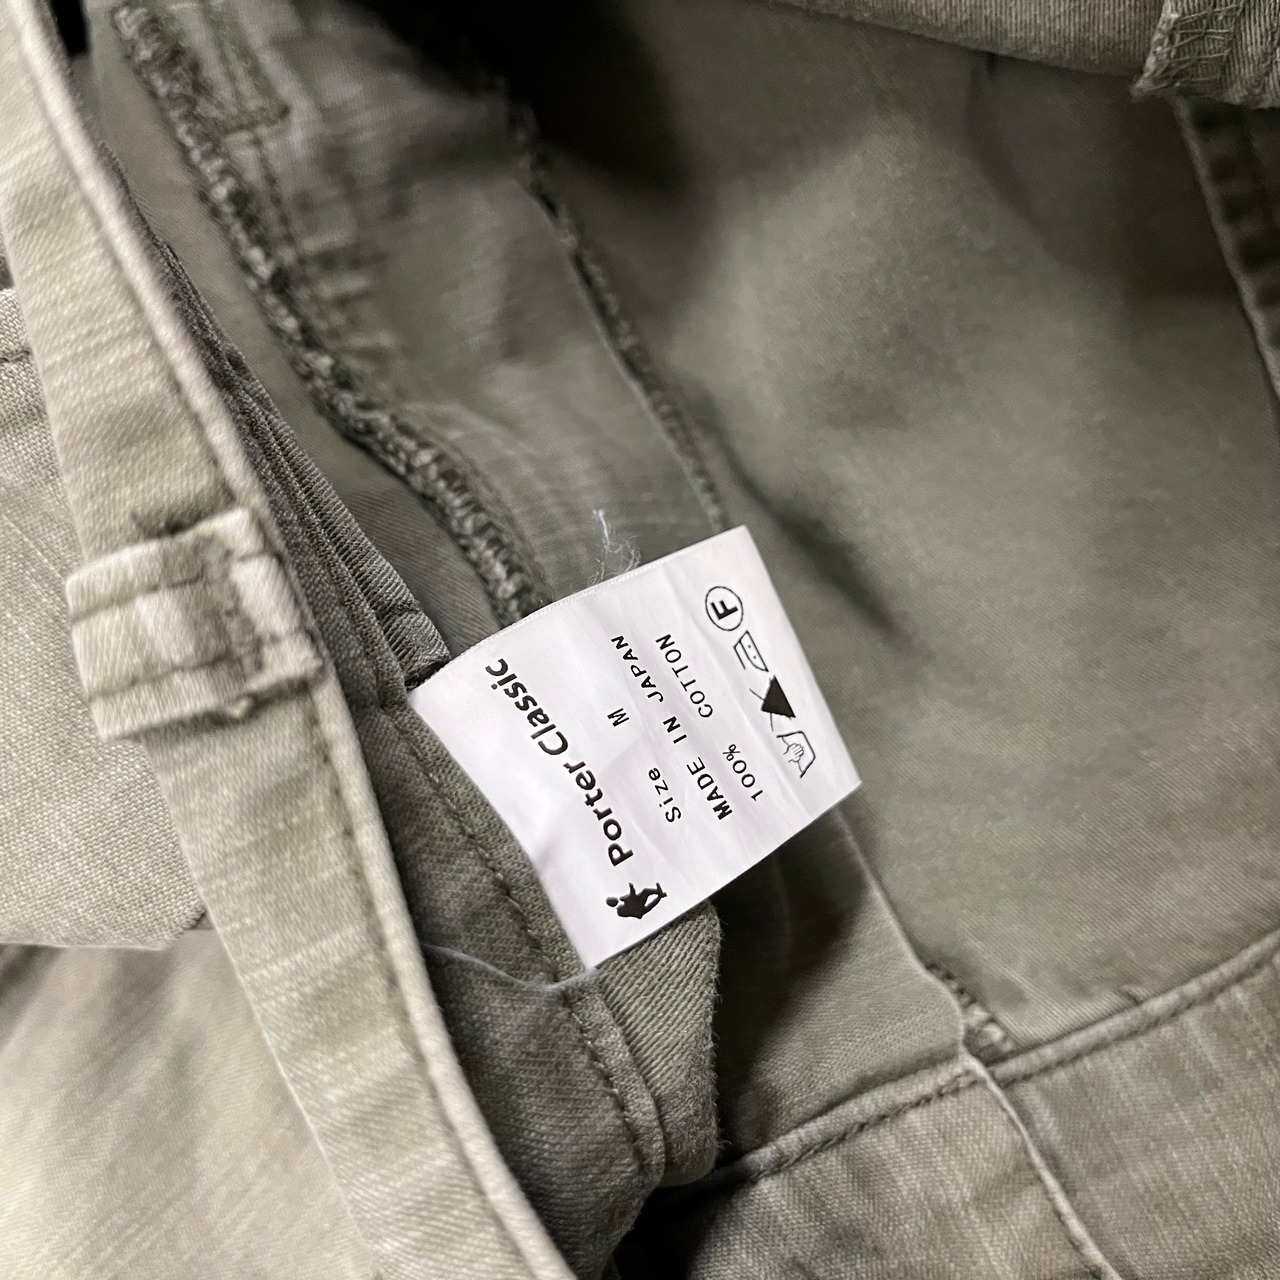 Porter Classic
Size M
MADE IN JAPAN
100% COTTON
F